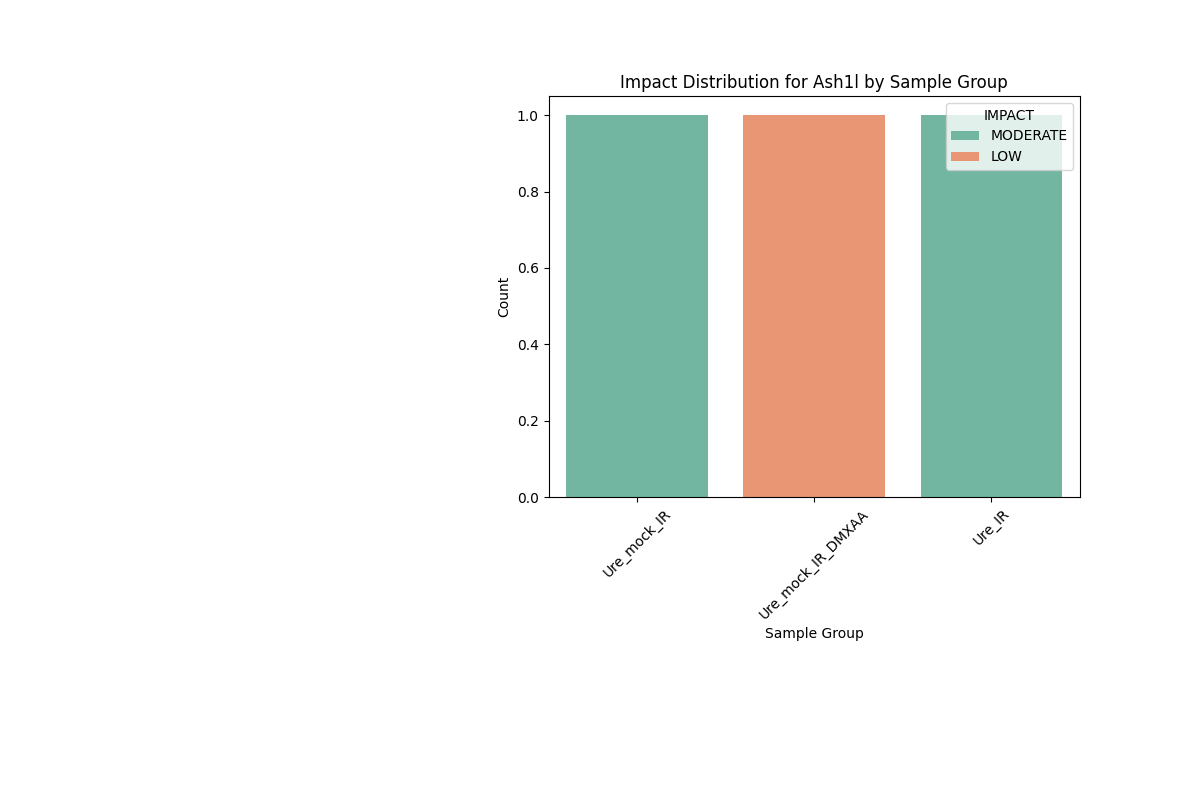 Impact Distribution for Ash1l by Sample Group
IMPACT
MODERATE
LOW
Count
1.0
0.8
0.6
0.4
0.2
0.0
Ure_mock_IR
Ure_mock_IR_DMXAA
Ure_IR
Sample Group